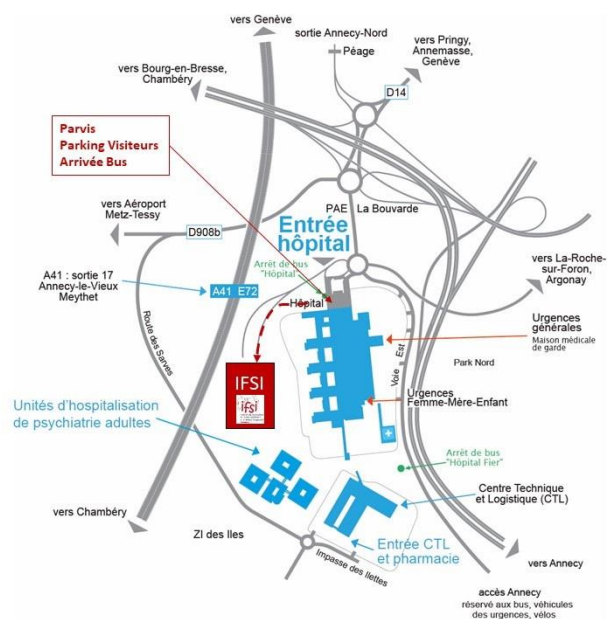 vers Genève
sortie Annecy-Nord
Péage
vers Pringy,
Annemasse,
Genève
vers Bourg-en-Bresse,
Chambéry
D14
Parvis
Parking Visiteurs
Arrivée Bus
vers Aéroport
Metz-Tessy
D908b
PAE La Bouvarde
Entrée
hôpital
Arrêt de bus
"Hôpital
Hôpital
A41 : sortie 17
Annecy-le-Vieux
Meythet
A41 E72
vers La-Roche-
sur-Foron,
Argonay
Urgences
générales
Maison médicale
de garde
Route des Sarves
Voie Est
Park Nord
IFSI
ifsi
Urgences
Femme-Mère-Enfant
Unités d'hospitalisation
de psychiatrie adultes
Arrêt de bus
"Hôpital Fier"
Centre Technique
et Logistique (CTL)
vers Chambéry
ZI des Iles
Entrée CTL
et pharmacie
Impasse des Ilettes
vers Annecy
accès Annecy
réservé aux bus, véhicules
des urgences, vélos